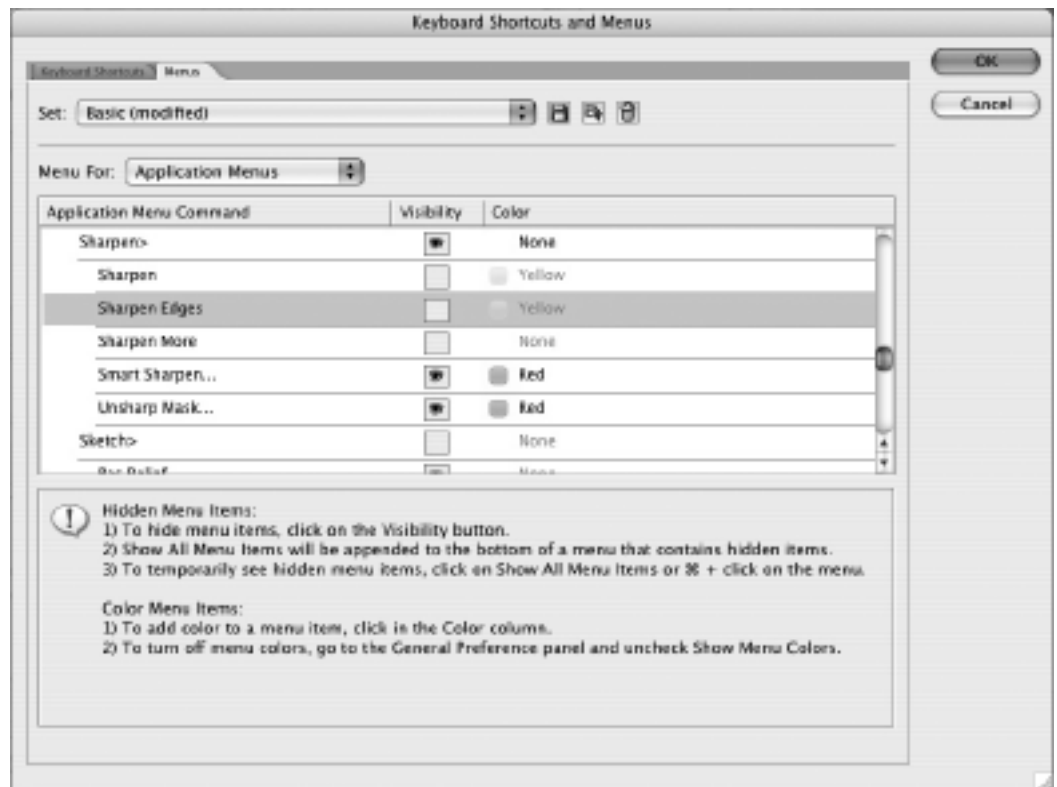 Keyboard Shortcuts and Menus
Keyboard Shortcuts Menus
OK
Cancel
Set: Basic (modified)
Menu For: Application Menus
Application Menu Command Visibility Color
Sharpen> None
Sharpen Yellow
Sharpen Edges Yellow
Sharpen More None
Smart Sharpen... Red
Unsharp Mask... Red
Sketch> None
Bas Relief... None
Hidden Menu Items:
1) To hide menu items, click on the Visibility button.
2) Show All Menu Items will be appended to the bottom of a menu that contains hidden items.
3) To temporarily see hidden menu items, click on Show All Menu Items or ⌘ + click on the menu.
Color Menu Items:
1) To add color to a menu item, click in the Color column.
2) To turn off menu colors, go to the General Preference panel and uncheck Show Menu Colors.